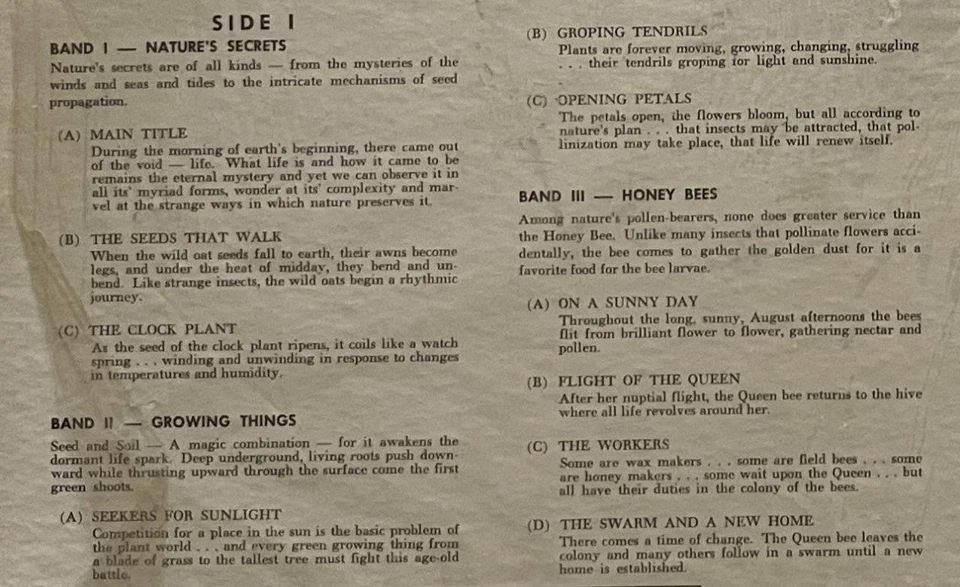 SIDE I
BAND I — NATURE'S SECRETS
Nature's secrets are of all kinds — from the mysteries of the
winds and seas and tides to the intricate mechanisms of seed
propagation.
(A) MAIN TITLE
During the morning of earth's beginning, there came out
of the void — life. What life is and how it came to be
remains the eternal mystery and yet we can observe it in
all its' myriad forms, wonder at its' complexity and mar-
vel at the strange ways in which nature preserves it.
(B) THE SEEDS THAT WALK
When the wild oat seeds fall to earth, their awns become
legs, and under the heat of midday, they bend and un-
bend. Like strange insects, the wild oats begin a rhythmic
journey.
(C) THE CLOCK PLANT
As the seed of the clock plant ripens, it coils like a watch
spring . . . winding and unwinding in response to changes
in temperatures and humidity.
BAND II — GROWING THINGS
Seed and Soil — A magic combination — for it awakens the
dormant life spark. Deep underground, living roots push down-
ward while thrusting upward through the surface come the first
green shoots.
(A) SEEKERS FOR SUNLIGHT
Competition for a place in the sun is the basic problem of
the plant world . . . and every green growing thing from
a blade of grass to the tallest tree must fight this age-old
battle.
(B) GROPING TENDRILS
Plants are forever moving, growing, changing, struggling
. . . their tendrils groping for light and sunshine.
(C) OPENING PETALS
The petals open, the flowers bloom, but all according to
nature's plan . . . that insects may be attracted, that pol-
linization may take place, that life will renew itself.
BAND III — HONEY BEES
Among nature's pollen-bearers, none does greater service than
the Honey Bee. Unlike many insects that pollinate flowers acci-
dentally, the bee comes to gather the golden dust for it is a
favorite food for the bee larvae.
(A) ON A SUNNY DAY
Throughout the long, sunny, August afternoons the bees
flit from brilliant flower to flower, gathering nectar and
pollen.
(B) FLIGHT OF THE QUEEN
After her nuptial flight, the Queen bee returns to the hive
where all life revolves around her.
(C) THE WORKERS
Some are wax makers . . . some are field bees . . . some
are honey makers . . . some wait upon the Queen . . . but
all have their duties in the colony of the bees.
(D) THE SWARM AND A NEW HOME
There comes a time of change. The Queen bee leaves the
colony and many others follow in a swarm until a new
home is established.